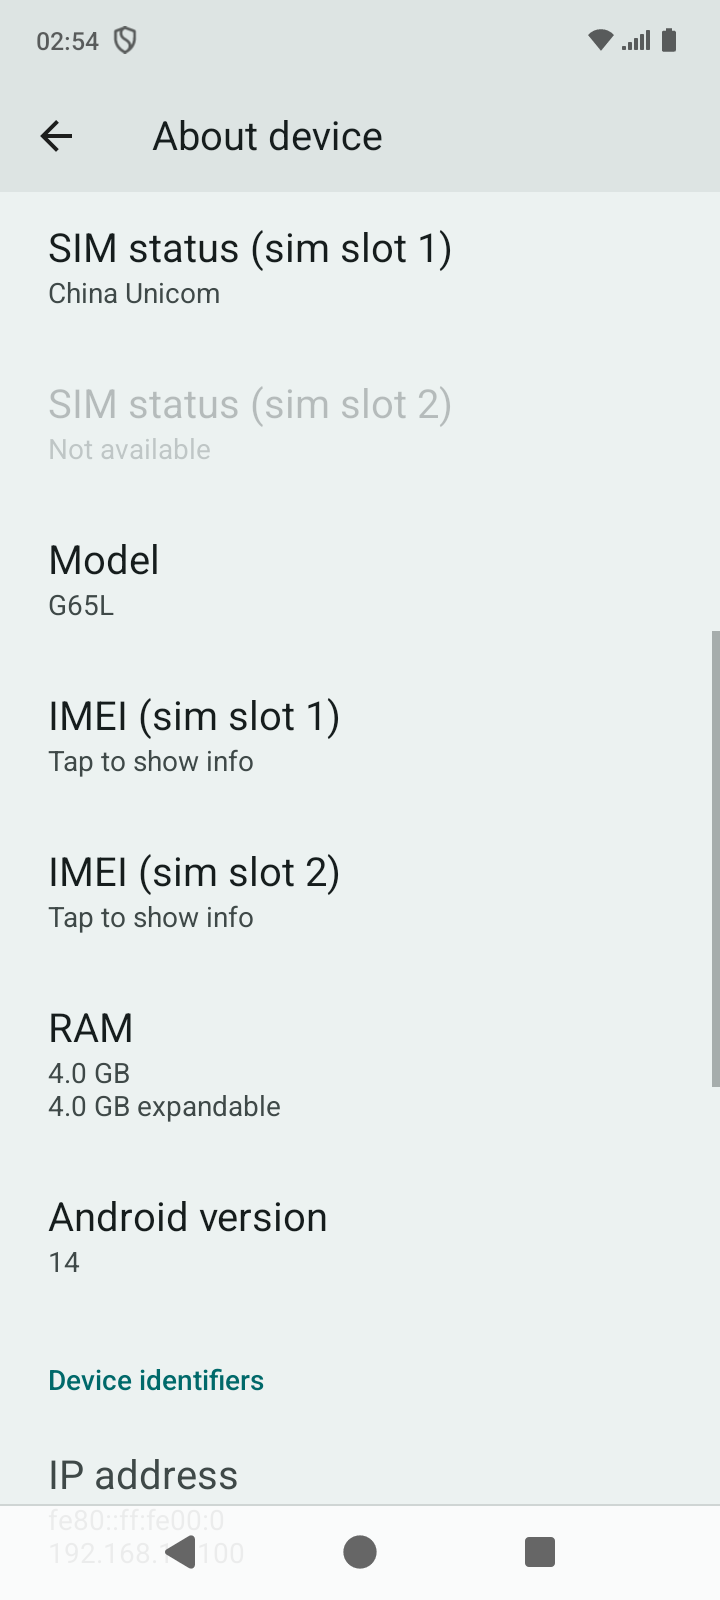 02:54
About device
SIM status (sim slot 1)
China Unicom
SIM status (sim slot 2)
Not available
Model
G65L
IMEI (sim slot 1)
Tap to show info
IMEI (sim slot 2)
Tap to show info
RAM
4.0 GB
4.0 GB expandable
Android version
14
Device identifiers
IP address
fe80::ff:fe00:0